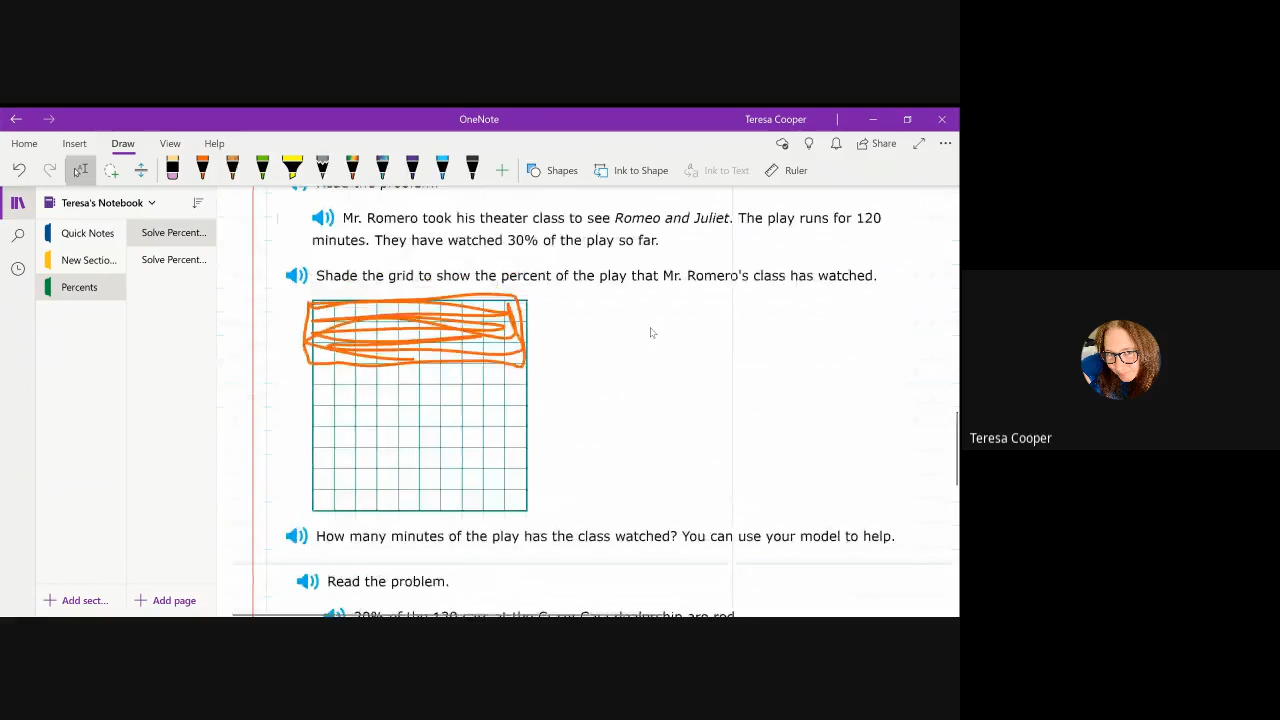 OneNote
Teresa Cooper
Home Insert Draw View Help
Share
Shapes Ink to Shape Ink to Text Ruler
Teresa's Notebook
Quick Notes
New Sectio...
Percents
Solve Percent...
Solve Percent...
Read the problem.
Mr. Romero took his theater class to see Romeo and Juliet. The play runs for 120
minutes. They have watched 30% of the play so far.
Shade the grid to show the percent of the play that Mr. Romero's class has watched.
How many minutes of the play has the class watched? You can use your model to help.
Read the problem.
Add sect...
Add page
Teresa Cooper